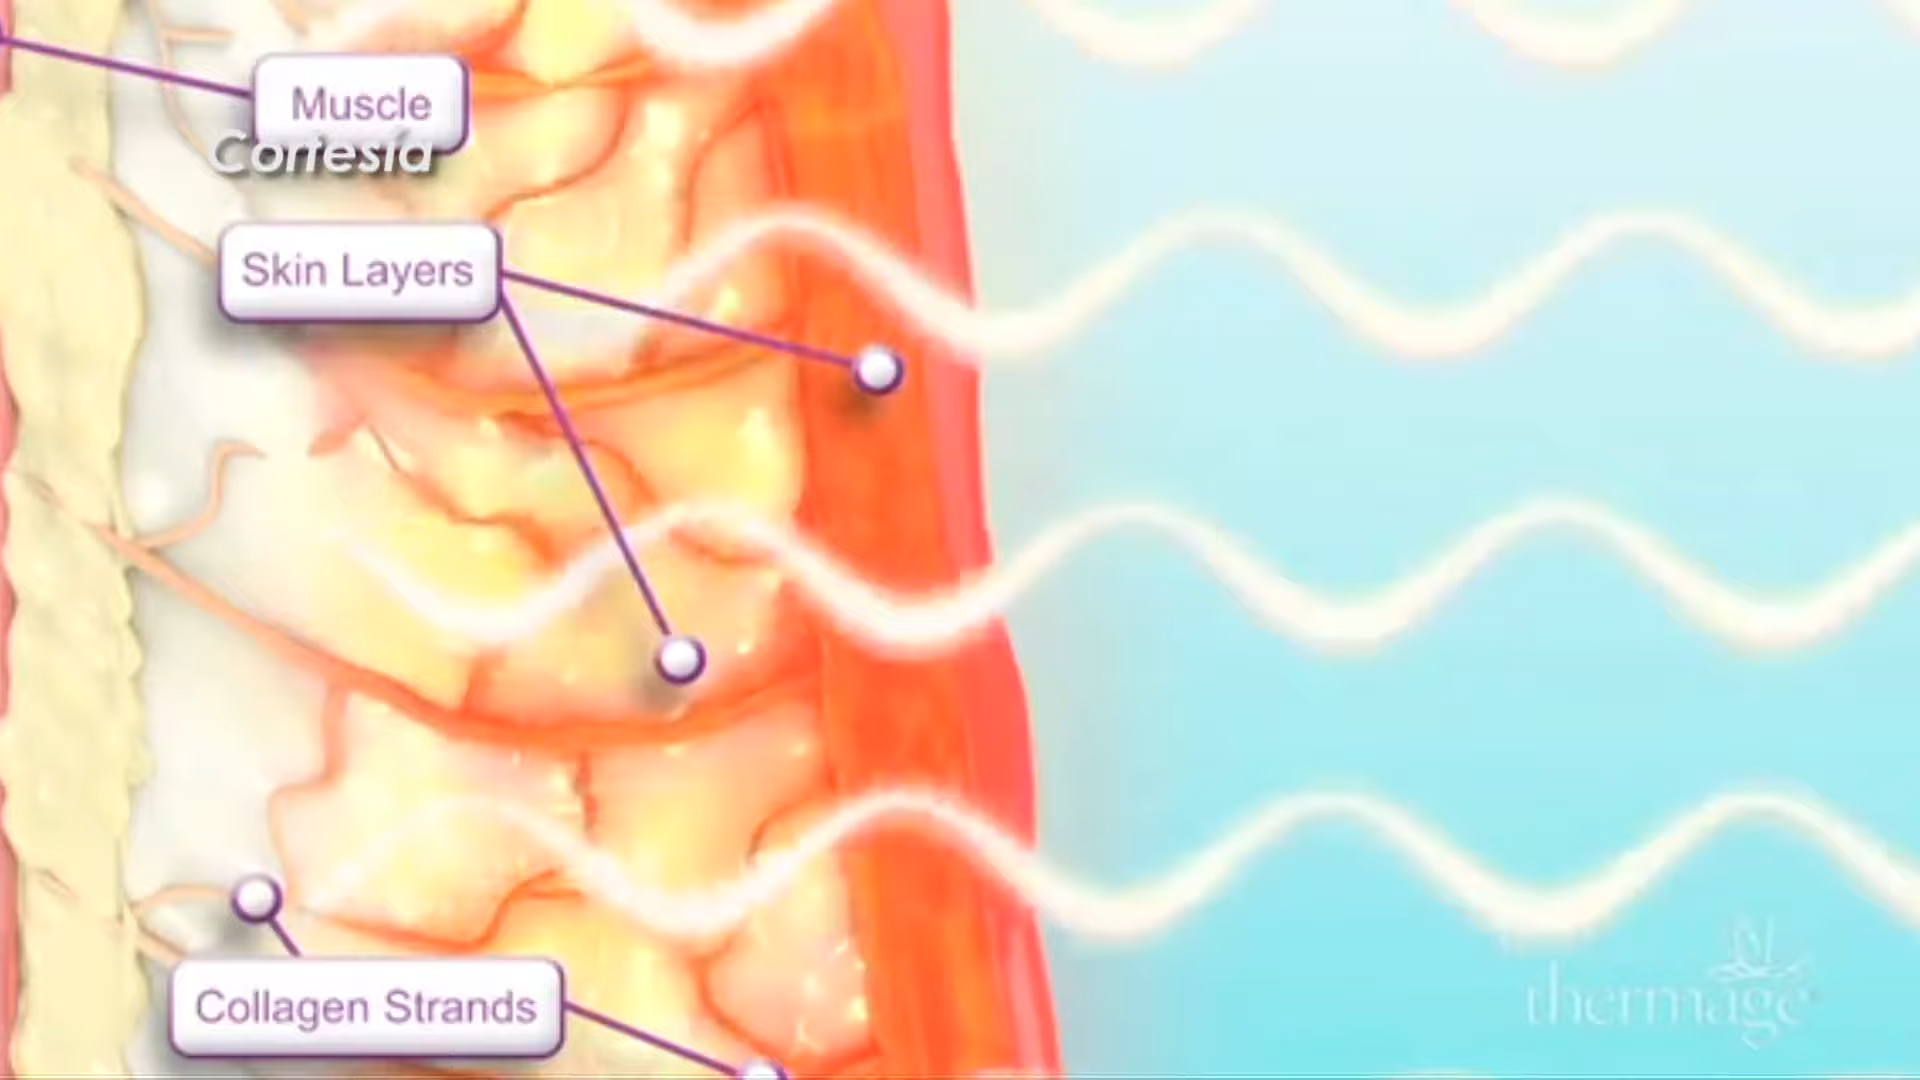 Muscle
Cortesía
Skin Layers
Collagen Strands
thermage